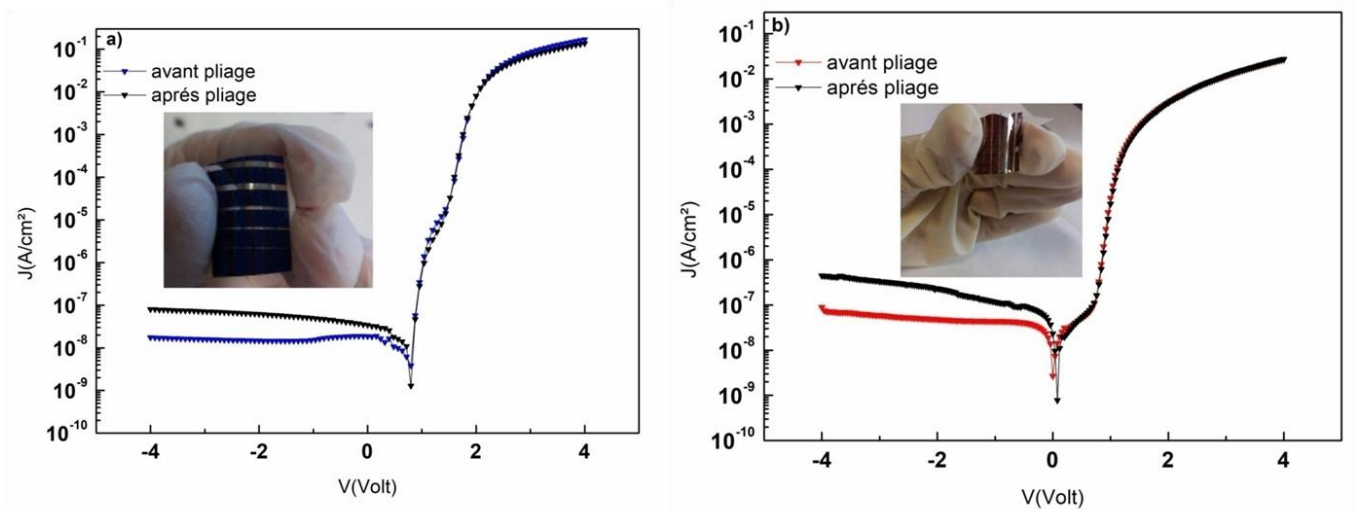 a)
avant pliage
aprés pliage
J(A/cm²)
10⁻¹
10⁻²
10⁻³
10⁻⁴
10⁻⁵
10⁻⁶
10⁻⁷
10⁻⁸
10⁻⁹
10⁻¹⁰
-4 -2 0 2 4
V(Volt)
b)
avant pliage
aprés pliage
J(A/cm²)
10⁻¹
10⁻²
10⁻³
10⁻⁴
10⁻⁵
10⁻⁶
10⁻⁷
10⁻⁸
10⁻⁹
10⁻¹⁰
-4 -2 0 2 4
V(Volt)